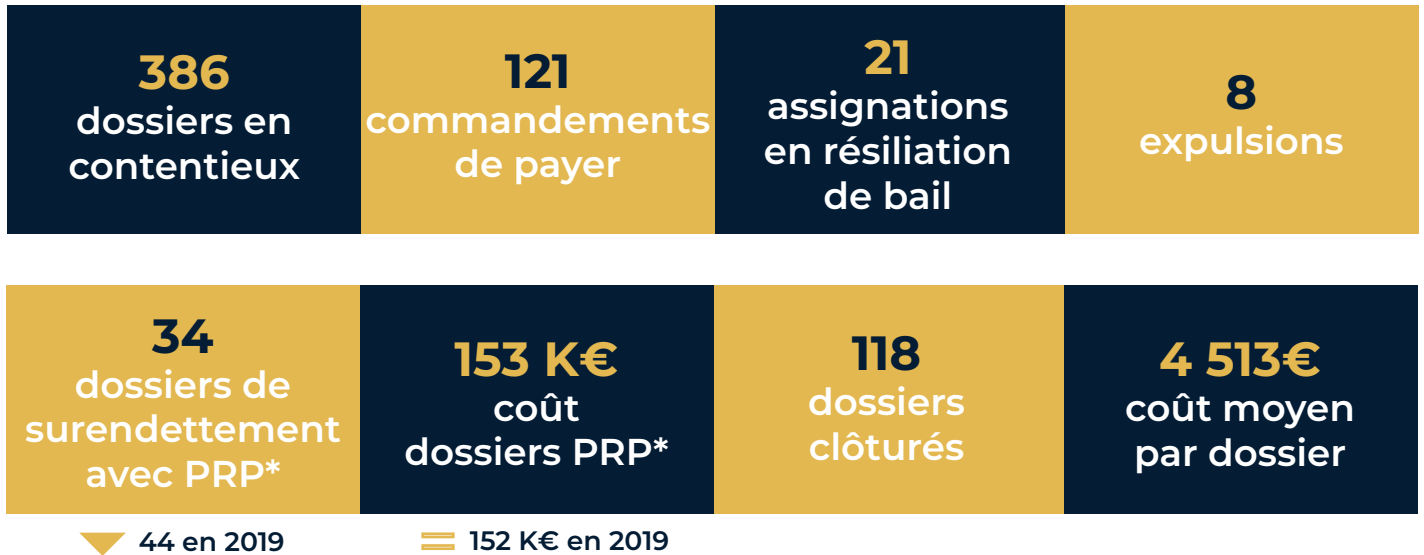 386
dossiers en
contentieux
121
commandements
de payer
21
assignations
en résiliation
de bail
8
expulsions
34
dossiers de
surendettement
avec PRP*
153 K€
coût
dossiers PRP*
118
dossiers
clôturés
4 513€
coût moyen
par dossier
44 en 2019
152 K€ en 2019